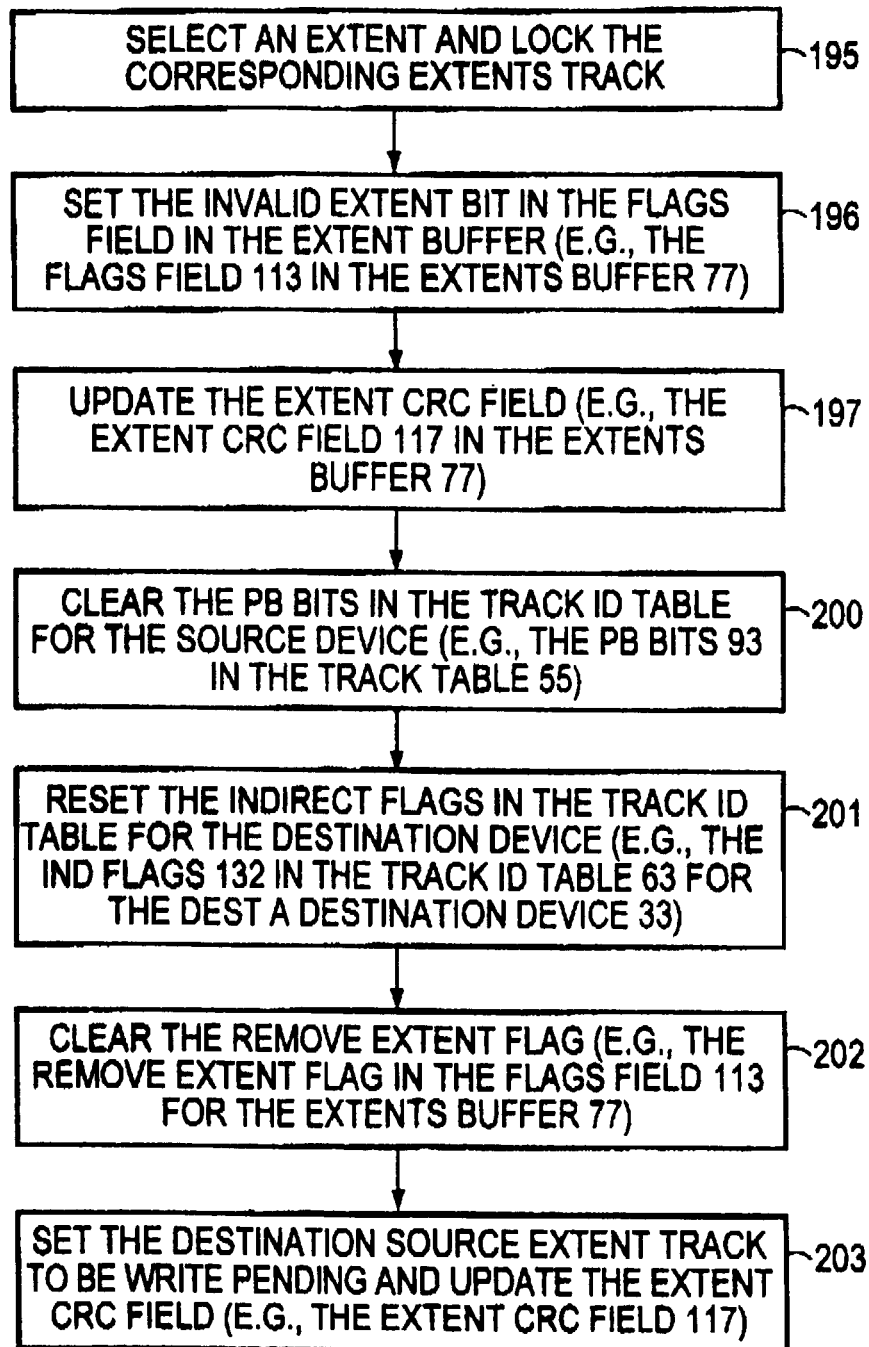 SELECT AN EXTENT AND LOCK THE
CORRESPONDING EXTENTS TRACK
195
SET THE INVALID EXTENT BIT IN THE FLAGS
FIELD IN THE EXTENT BUFFER (E.G., THE
FLAGS FIELD 113 IN THE EXTENTS BUFFER 77)
196
UPDATE THE EXTENT CRC FIELD (E.G., THE
EXTENT CRC FIELD 117 IN THE EXTENTS
BUFFER 77)
197
CLEAR THE PB BITS IN THE TRACK ID TABLE
FOR THE SOURCE DEVICE (E.G., THE PB BITS 93
IN THE TRACK TABLE 55)
200
RESET THE INDIRECT FLAGS IN THE TRACK ID
TABLE FOR THE DESTINATION DEVICE (E.G., THE
IND FLAGS 132 IN THE TRACK ID TABLE 63 FOR
THE DEST A DESTINATION DEVICE 33)
201
CLEAR THE REMOVE EXTENT FLAG (E.G., THE
REMOVE EXTENT FLAG IN THE FLAGS FIELD 113
FOR THE EXTENTS BUFFER 77)
202
SET THE DESTINATION SOURCE EXTENT TRACK
TO BE WRITE PENDING AND UPDATE THE EXTENT
CRC FIELD (E.G., THE EXTENT CRC FIELD 117)
203